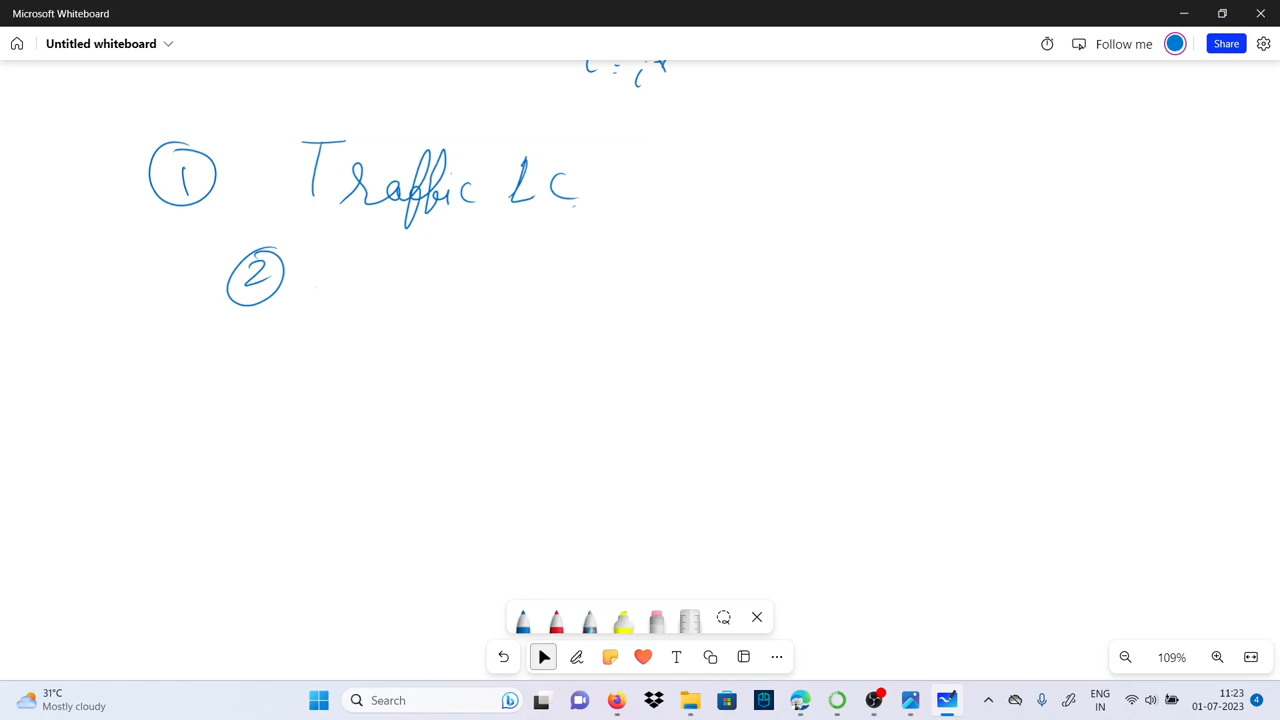 Microsoft Whiteboard
Untitled whiteboard
Follow me
Share
① Traffic LC
②
109%
31°C
Mostly cloudy
Search
ENG
IN
11:23
01-07-2023
4